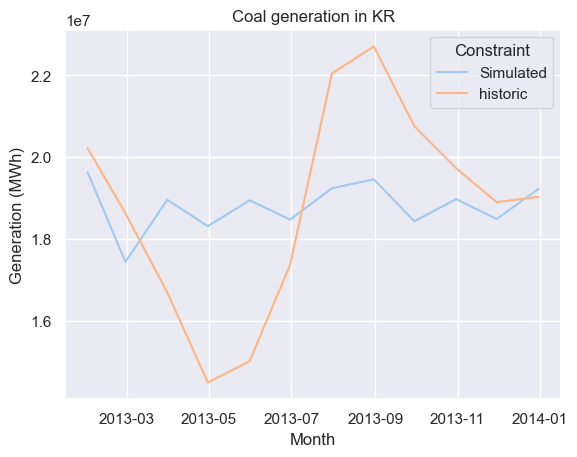 Coal generation in KR
1e7
Constraint
Simulated
historic
2.2
2.0
1.8
1.6
Generation (MWh)
2013-03
2013-05
2013-07
2013-09
2013-11
2014-01
Month